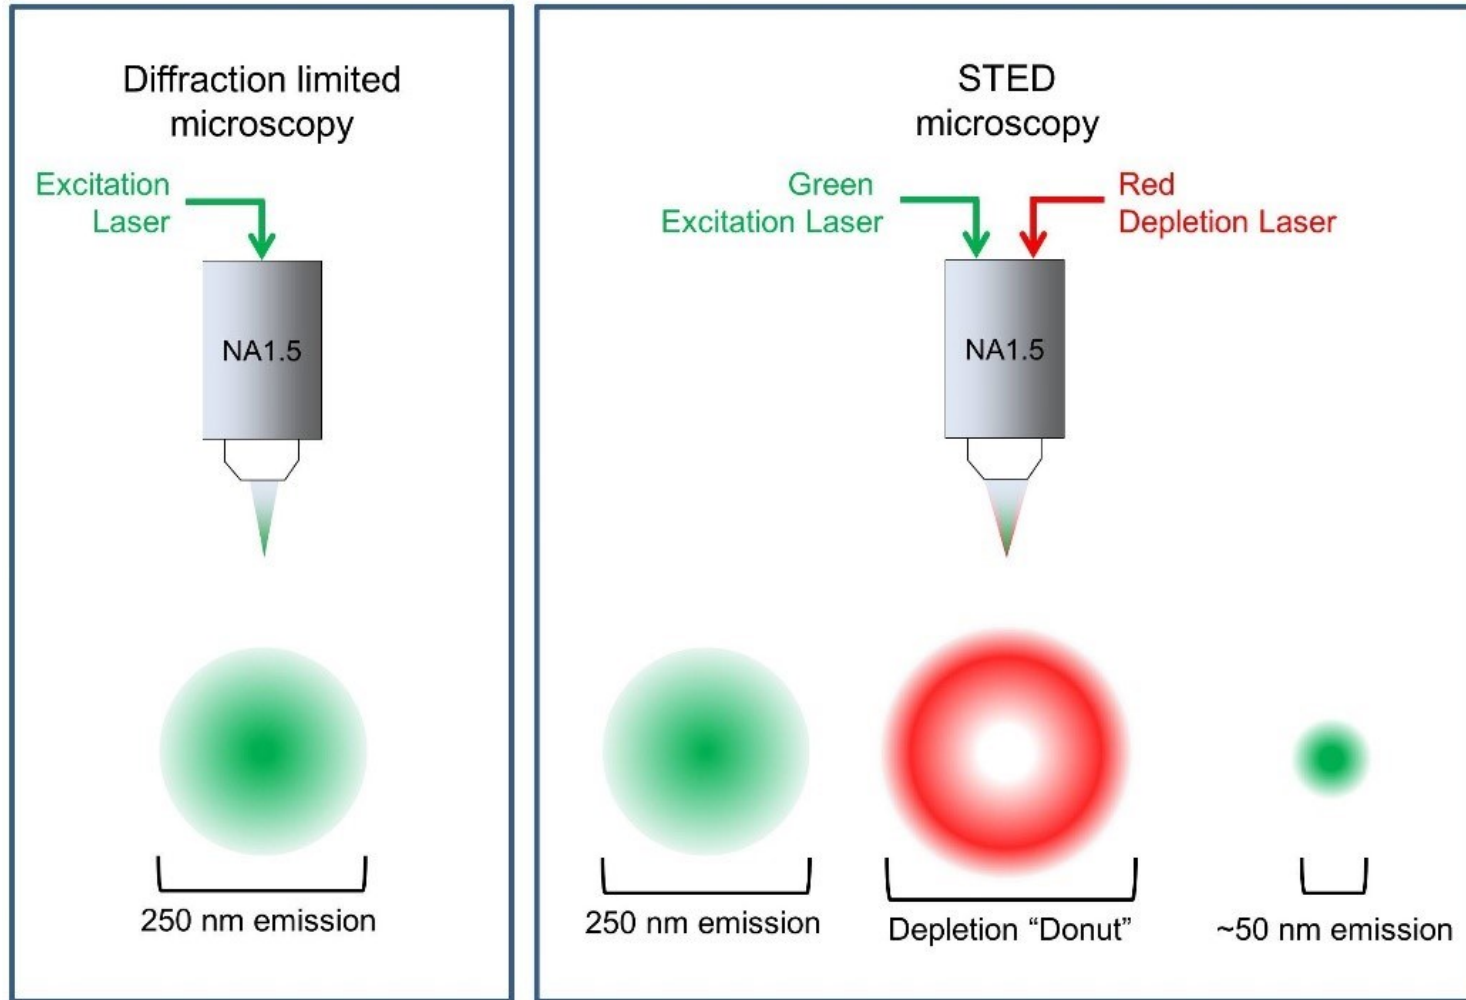 Diffraction limited
microscopy
Excitation
Laser
NA1.5
250 nm emission
STED
microscopy
Green
Excitation Laser
Red
Depletion Laser
NA1.5
250 nm emission
Depletion “Donut”
~50 nm emission